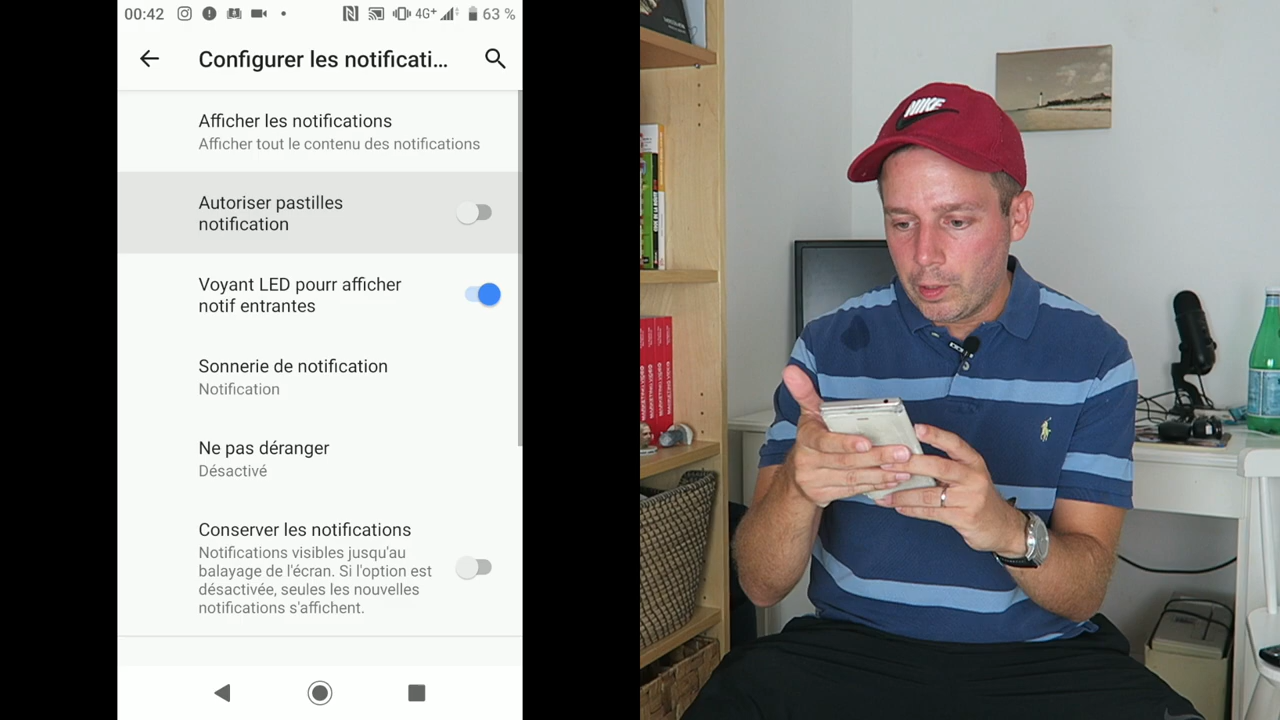 00:42
4G+
63 %
Configurer les notificati...
Afficher les notifications
Afficher tout le contenu des notifications
Autoriser pastilles
notification
Voyant LED pourr afficher
notif entrantes
Sonnerie de notification
Notification
Ne pas déranger
Désactivé
Conserver les notifications
Notifications visibles jusqu'au
balayage de l'écran. Si l'option est
désactivée, seules les nouvelles
notifications s'affichent.
NIKE